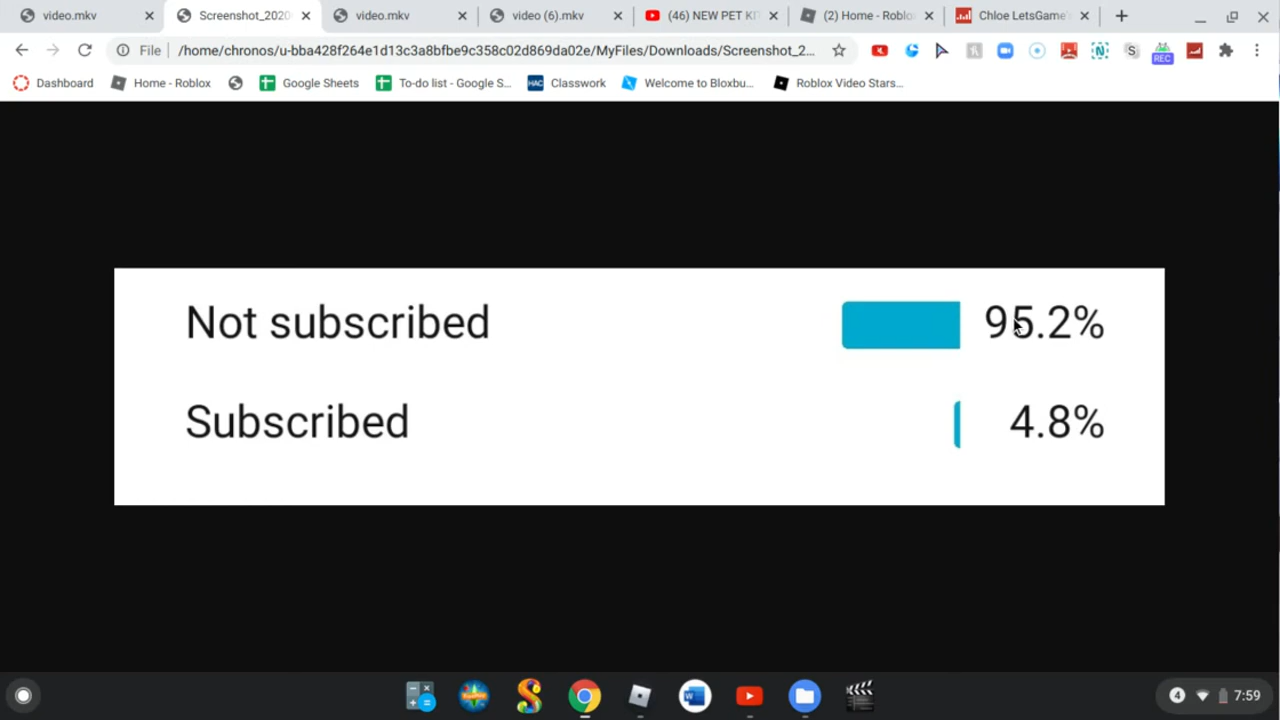 video.mkv
Screenshot_2020
video.mkv
video (6).mkv
(46) NEW PET KI
(2) Home - Roblo
Chloe LetsGame'
File
/home/chronos/u-bba428f264e1d13c3a8bfbe9c358c02d869da02e/MyFiles/Downloads/Screenshot_2...
REC
Dashboard
Home - Roblox
Google Sheets
To-do list - Google S...
HAC
Classwork
Welcome to Bloxbu...
Roblox Video Stars...
Not subscribed 95.2%
Subscribed 4.8%
4
7:59